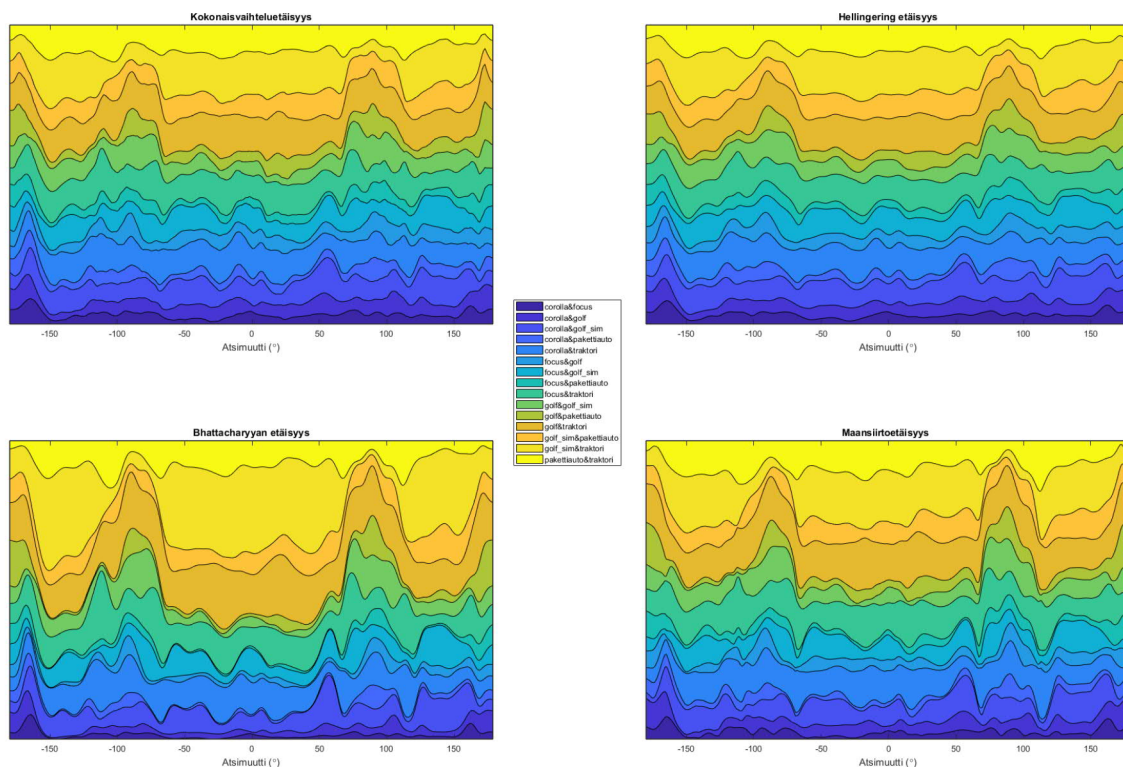 Kokonaisvaihteluetäisyys
-150 -100 -50 0 50 100 150
Atsimuutti (°)
Hellingering etäisyys
-150 -100 -50 0 50 100 150
Atsimuutti (°)
corolla&focus
corolla&golf
corolla&golf_sim
corolla&pakettiauto
corolla&traktori
focus&golf
focus&golf_sim
focus&pakettiauto
focus&traktori
golf&golf_sim
golf&pakettiauto
golf&traktori
golf_sim&pakettiauto
golf_sim&traktori
pakettiauto&traktori
Bhattacharyyan etäisyys
-150 -100 -50 0 50 100 150
Atsimuutti (°)
Maansiirtoetäisyys
-150 -100 -50 0 50 100 150
Atsimuutti (°)